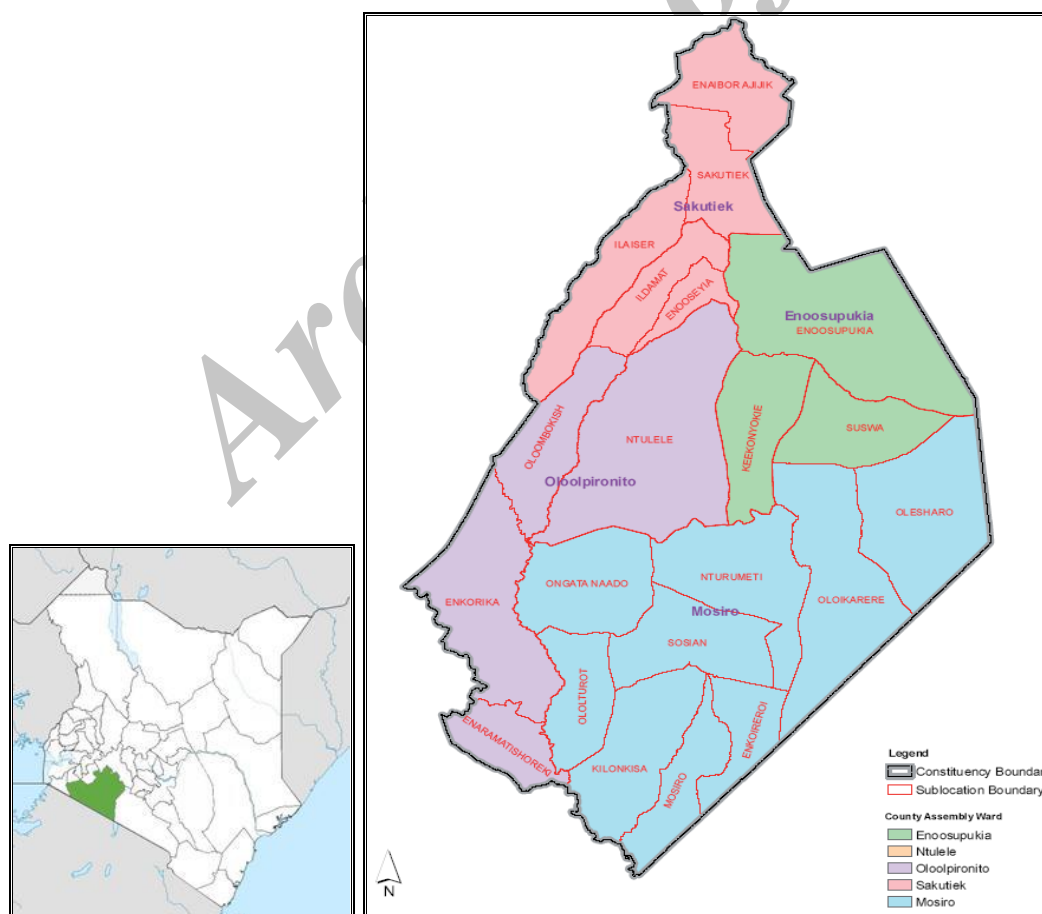 ENAIBOR AJIJIK
SAKUTIEK
Sakutiek
ILAISER
ILDAMAT
ENOOSEYIA
Enoosupukia
ENOOSUPUKIA
OLOOMBOKISH
NTULELE
KEEKONYOKIE
SUSWA
Oloolpironito
OLESHARO
ONGATA NAADO
NTURUMETI
ENKORIKA
OLOIKARERE
Mosiro
SOSIAN
OLOLTUROT
ENKOIREROI
ENARAMATISHOREKI
KILONKISA
MOSIRO
Legend
Constituency Boundar
Sublocation Boundary
County Assembly Ward
Enoosupukia
Ntulele
Oloolpironito
Sakutiek
Mosiro
N